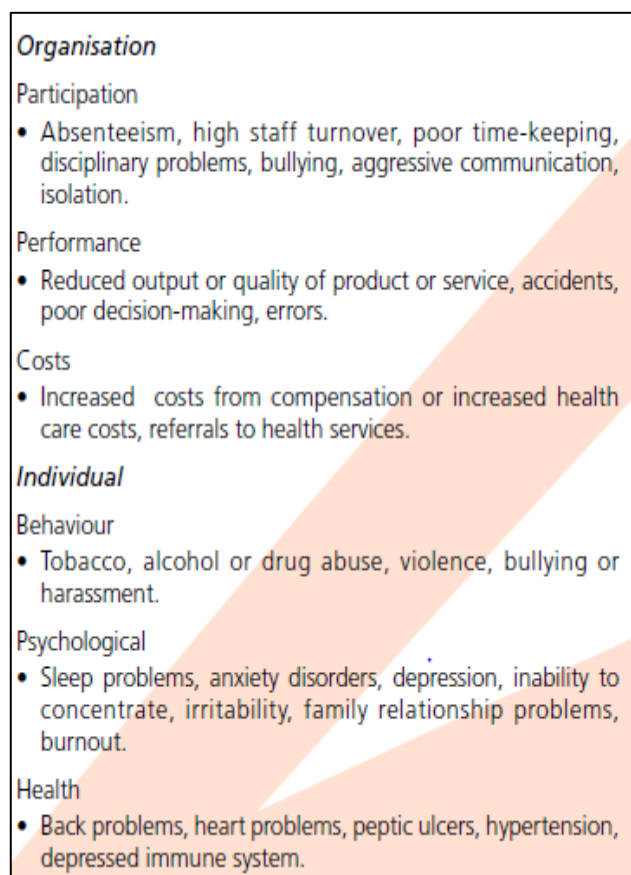 Organisation
Participation
• Absenteeism, high staff turnover, poor time-keeping,
disciplinary problems, bullying, aggressive communication,
isolation.
Performance
• Reduced output or quality of product or service, accidents,
poor decision-making, errors.
Costs
• Increased costs from compensation or increased health
care costs, referrals to health services.
Individual
Behaviour
• Tobacco, alcohol or drug abuse, violence, bullying or
harassment.
Psychological
• Sleep problems, anxiety disorders, depression, inability to
concentrate, irritability, family relationship problems,
burnout.
Health
• Back problems, heart problems, peptic ulcers, hypertension,
depressed immune system.